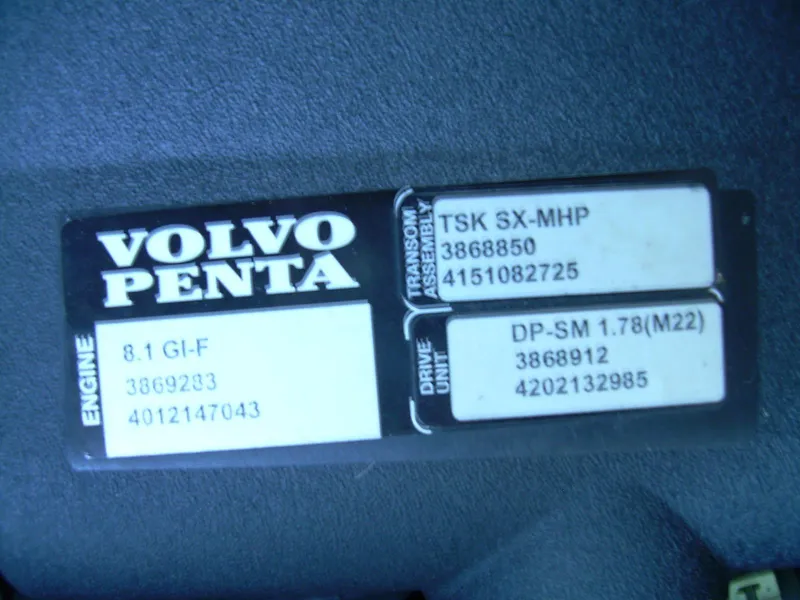 VOLVO
PENTA
ENGINE
8.1 GI-F
3869283
4012147043
TRANSOM
ASSEMBLY
TSK SX-MHP
3868850
4151082725
DRIVE
UNIT
DP-SM 1.78(M22)
3868912
4202132985